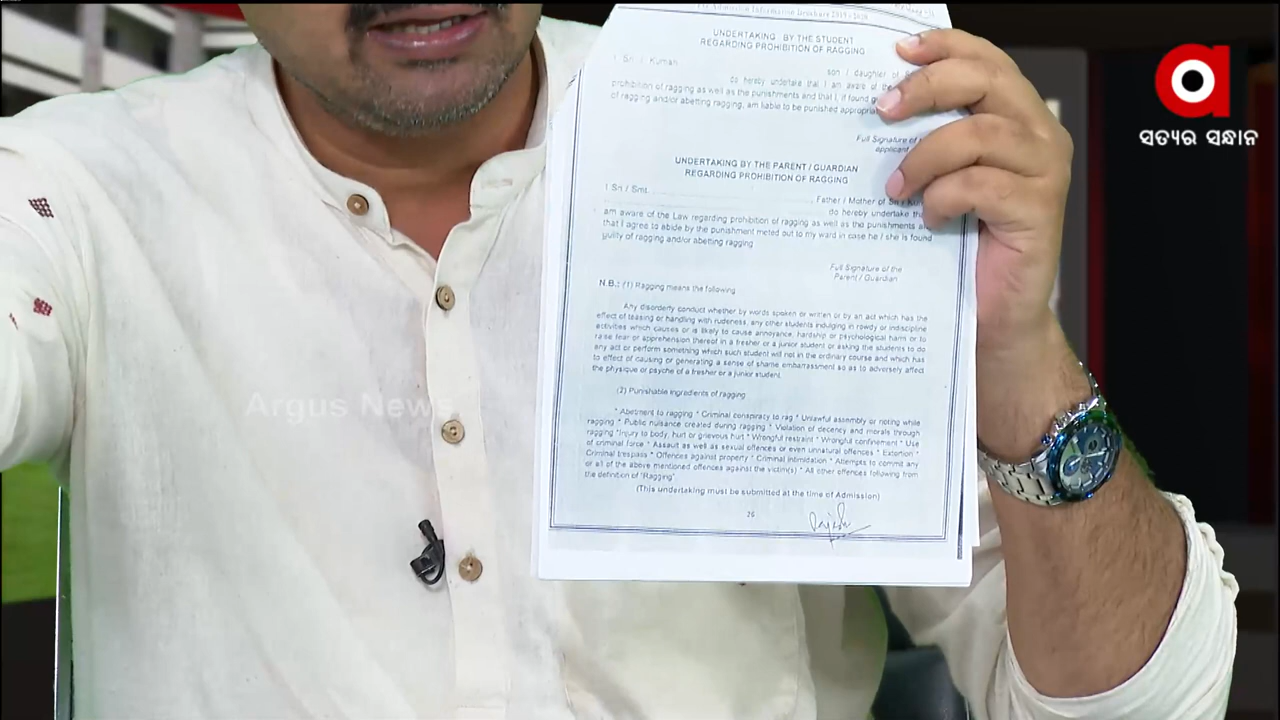 PG Admission Information Brochure 2019-2020
UNDERTAKING BY THE STUDENT
REGARDING PROHIBITION OF RAGGING
I Sri / Kumari
son / daughter of
do hereby undertake that I am aware of the
prohibition of ragging as well as the punishments and that I, if found
of ragging and/or abetting ragging, am liable to be punished
Full Signature of
applicant
UNDERTAKING BY THE PARENT / GUARDIAN
REGARDING PROHIBITION OF RAGGING
I Sri / Smt. Father / Mother of Sri /
do hereby undertake
am aware of the Law regarding prohibition of ragging as well as the punishments
that I agree to abide by the punishment meted out to my ward in case he / she is found
guilty of ragging and/or abetting ragging
Full Signature of the
Parent / Guardian
N.B.: (1) Ragging means the following
Any disorderly conduct whether by words spoken or written or by an act which has the
effect of teasing or handling with rudeness, any other students indulging in rowdy or indiscipline
activities which causes or is likely to cause annoyance, hardship or psychological harm or to
raise fear or apprehension thereof in a fresher or a junior student or asking the students to do
any act or perform something which such student will not in the ordinary course and which has
to effect of causing or generating a sense of shame embarrassment so as to adversely affect
the physique or psyche of a fresher or a junior student.
(2) Punishable ingredients of ragging
* Abetment to ragging * Criminal conspiracy to rag * Unlawful assembly or rioting while
ragging * Public nuisance created during ragging * Violation of decency and morals through
ragging *Injury to body, hurt or grievous hurt * Wrongful restraint * Wrongful confinement * Use
of criminal force * Assault as well as sexual offences or even unnatural offences * Extortion *
Criminal trespass * Offences against property * Criminal intimidation * Attempts to commit any
or all of the above mentioned offences against the victim(s) * All other offences following from
the definition of "Ragging"
(This undertaking must be submitted at the time of Admission)
26
ସତ୍ୟର ସନ୍ଧାନ
Argus News